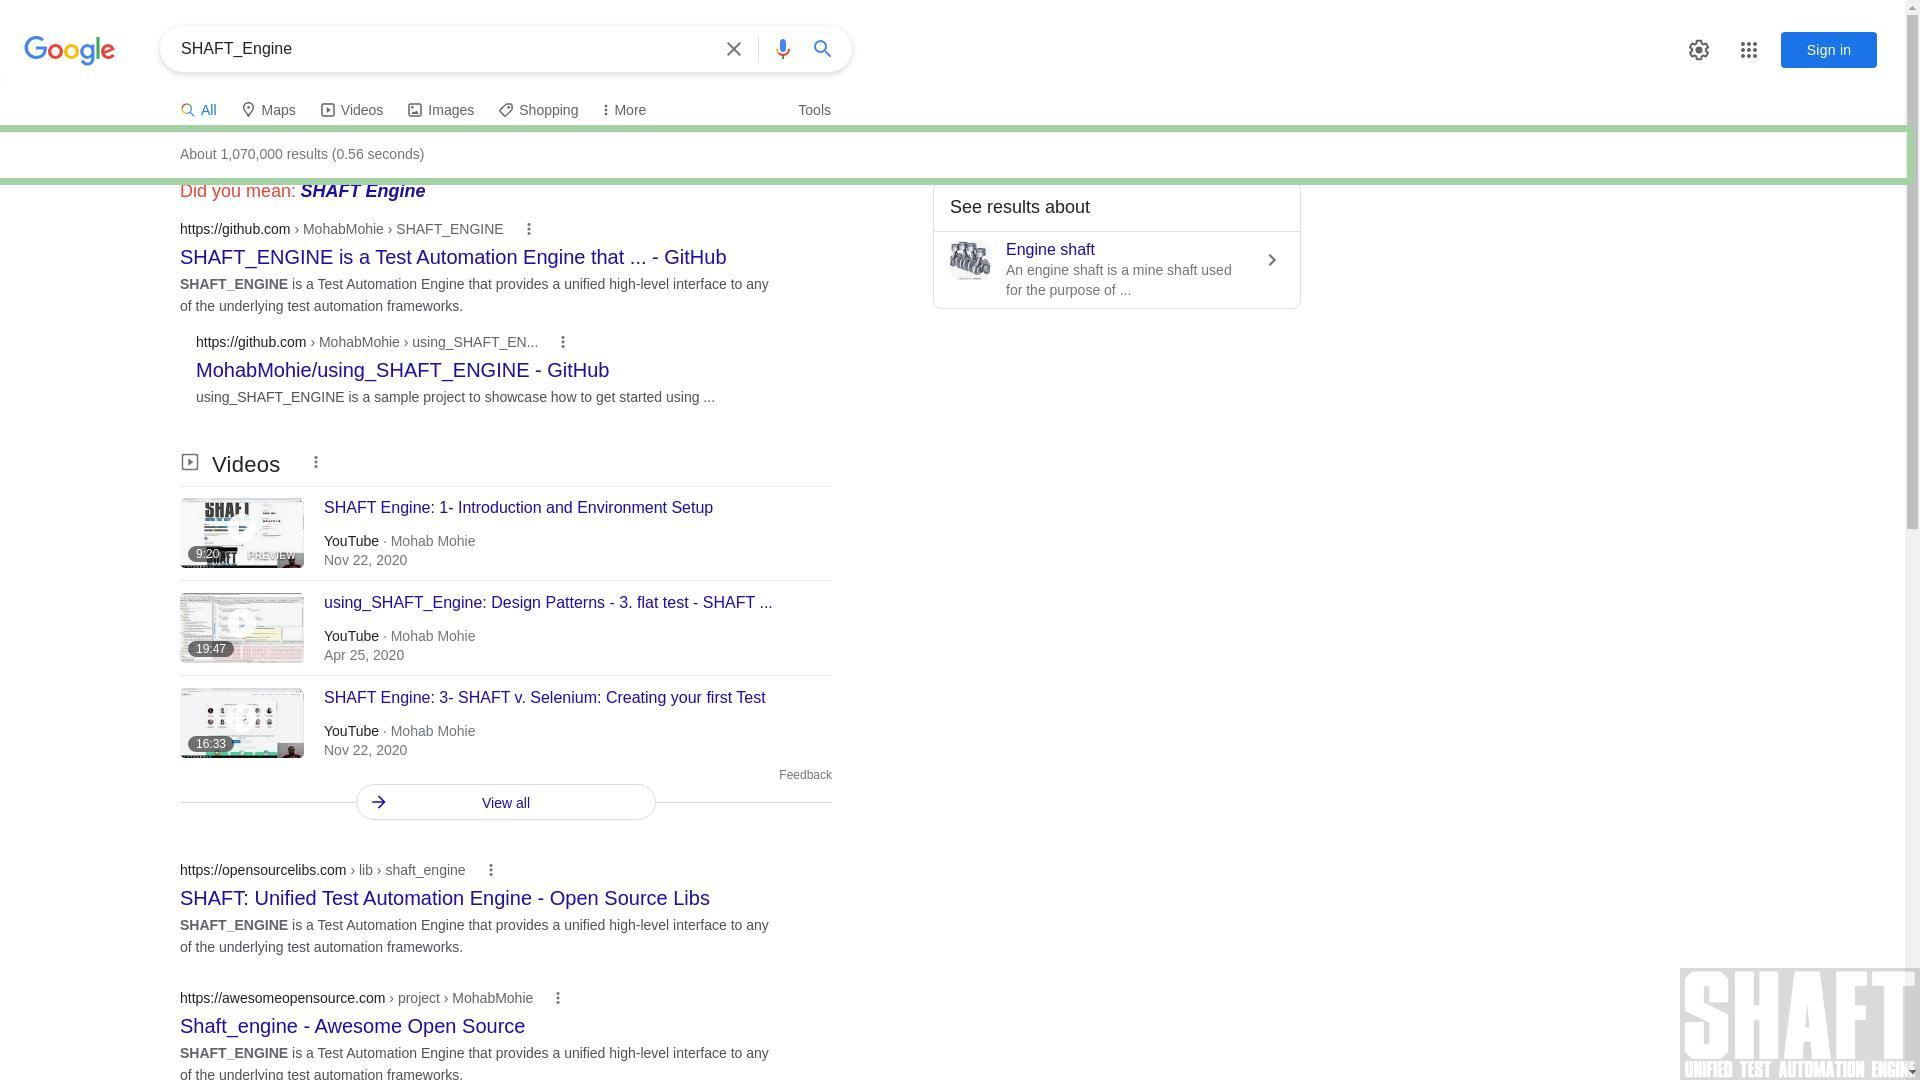 Google
SHAFT_Engine
Sign in
All
Maps
Videos
Images
Shopping
More
Tools
About 1,070,000 results (0.56 seconds)
Did you mean: SHAFT Engine
https://github.com › MohabMohie › SHAFT_ENGINE
SHAFT_ENGINE is a Test Automation Engine that ... - GitHub
SHAFT_ENGINE is a Test Automation Engine that provides a unified high-level interface to any
of the underlying test automation frameworks.
https://github.com › MohabMohie › using_SHAFT_EN...
MohabMohie/using_SHAFT_ENGINE - GitHub
using_SHAFT_ENGINE is a sample project to showcase how to get started using ...
See results about
Engine shaft
An engine shaft is a mine shaft used
for the purpose of ...
Videos
SHAFT
9:20
PREVIEW
SHAFT Engine: 1- Introduction and Environment Setup
YouTube · Mohab Mohie
Nov 22, 2020
19:47
using_SHAFT_Engine: Design Patterns - 3. flat test - SHAFT ...
YouTube · Mohab Mohie
Apr 25, 2020
16:33
SHAFT Engine: 3- SHAFT v. Selenium: Creating your first Test
YouTube · Mohab Mohie
Nov 22, 2020
Feedback
View all
https://opensourcelibs.com › lib › shaft_engine
SHAFT: Unified Test Automation Engine - Open Source Libs
SHAFT_ENGINE is a Test Automation Engine that provides a unified high-level interface to any
of the underlying test automation frameworks.
https://awesomeopensource.com › project › MohabMohie
Shaft_engine - Awesome Open Source
SHAFT_ENGINE is a Test Automation Engine that provides a unified high-level interface to any
of the underlying test automation frameworks.
SHAFT
UNIFIED TEST AUTOMATION ENGINE